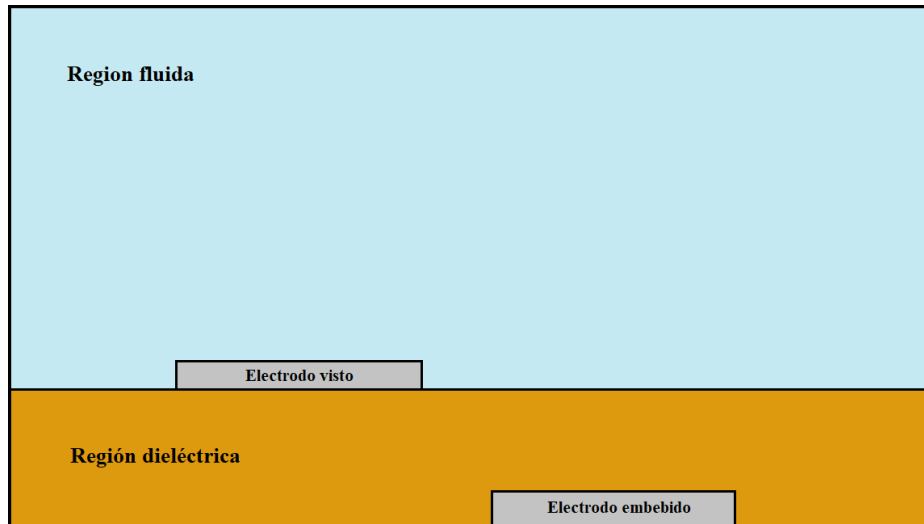 Region fluida
Electrodo visto
Región dieléctrica
Electrodo embebido